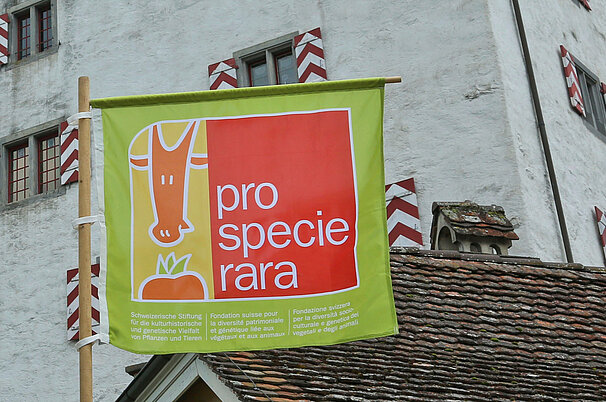 pro
specie
rara
Schweizerische Stiftung
für die kulturhistorische
und genetische Vielfalt
von Pflanzen und Tieren
Fondation suisse pour
la diversité patrimoniale
et génétique liée aux
végétaux et aux animaux
Fondazione svizzera
per la diversità socio-
culturale e genetica dei
vegetali e degli animali